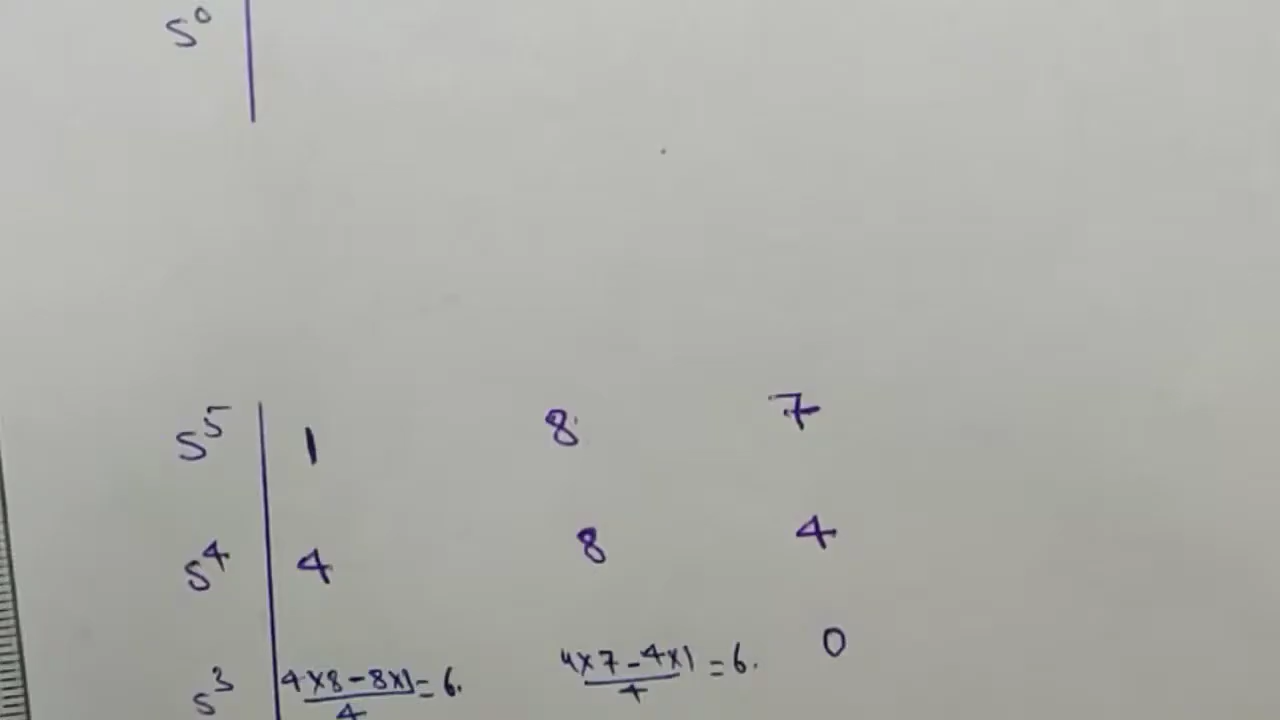 s⁰
s⁵ | 1 8 7
s⁴ | 4 8 4
s³ | (4×8-8×1)/4 = 6. (4×7-4×1)/4 = 6. 0